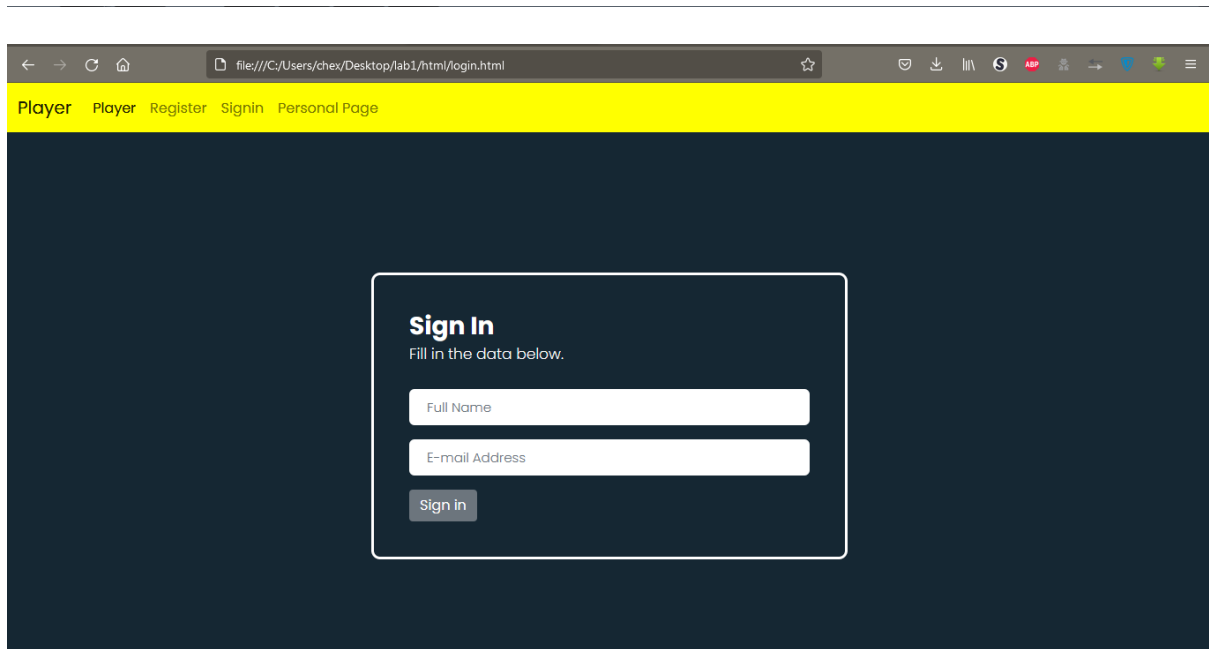 file:///C:/Users/chex/Desktop/lab1/html/login.html
ABP
Player Player Register Signin Personal Page
Sign In
Fill in the data below.
Full Name
E-mail Address
Sign in